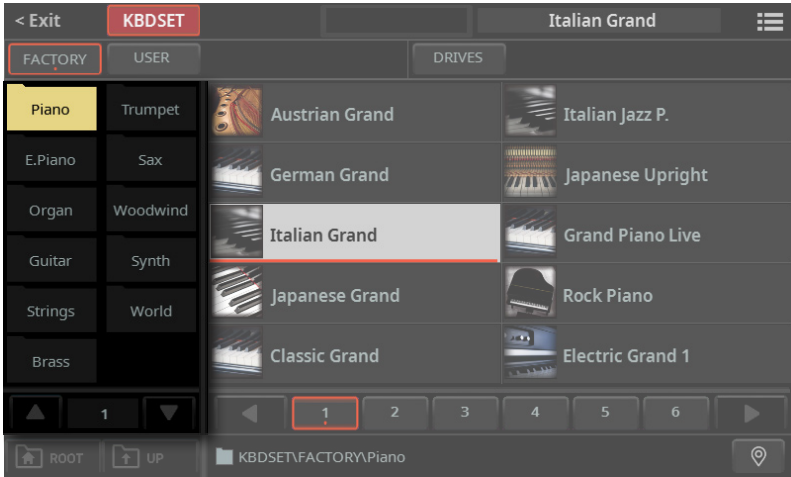 < Exit KBDSET Italian Grand
FACTORY USER DRIVES
Piano Trumpet Austrian Grand Italian Jazz P.
E.Piano Sax German Grand Japanese Upright
Organ Woodwind Italian Grand Grand Piano Live
Guitar Synth Japanese Grand Rock Piano
Strings World Classic Grand Electric Grand 1
Brass
1 1 2 3 4 5 6
ROOT UP KBDSET\FACTORY\Piano